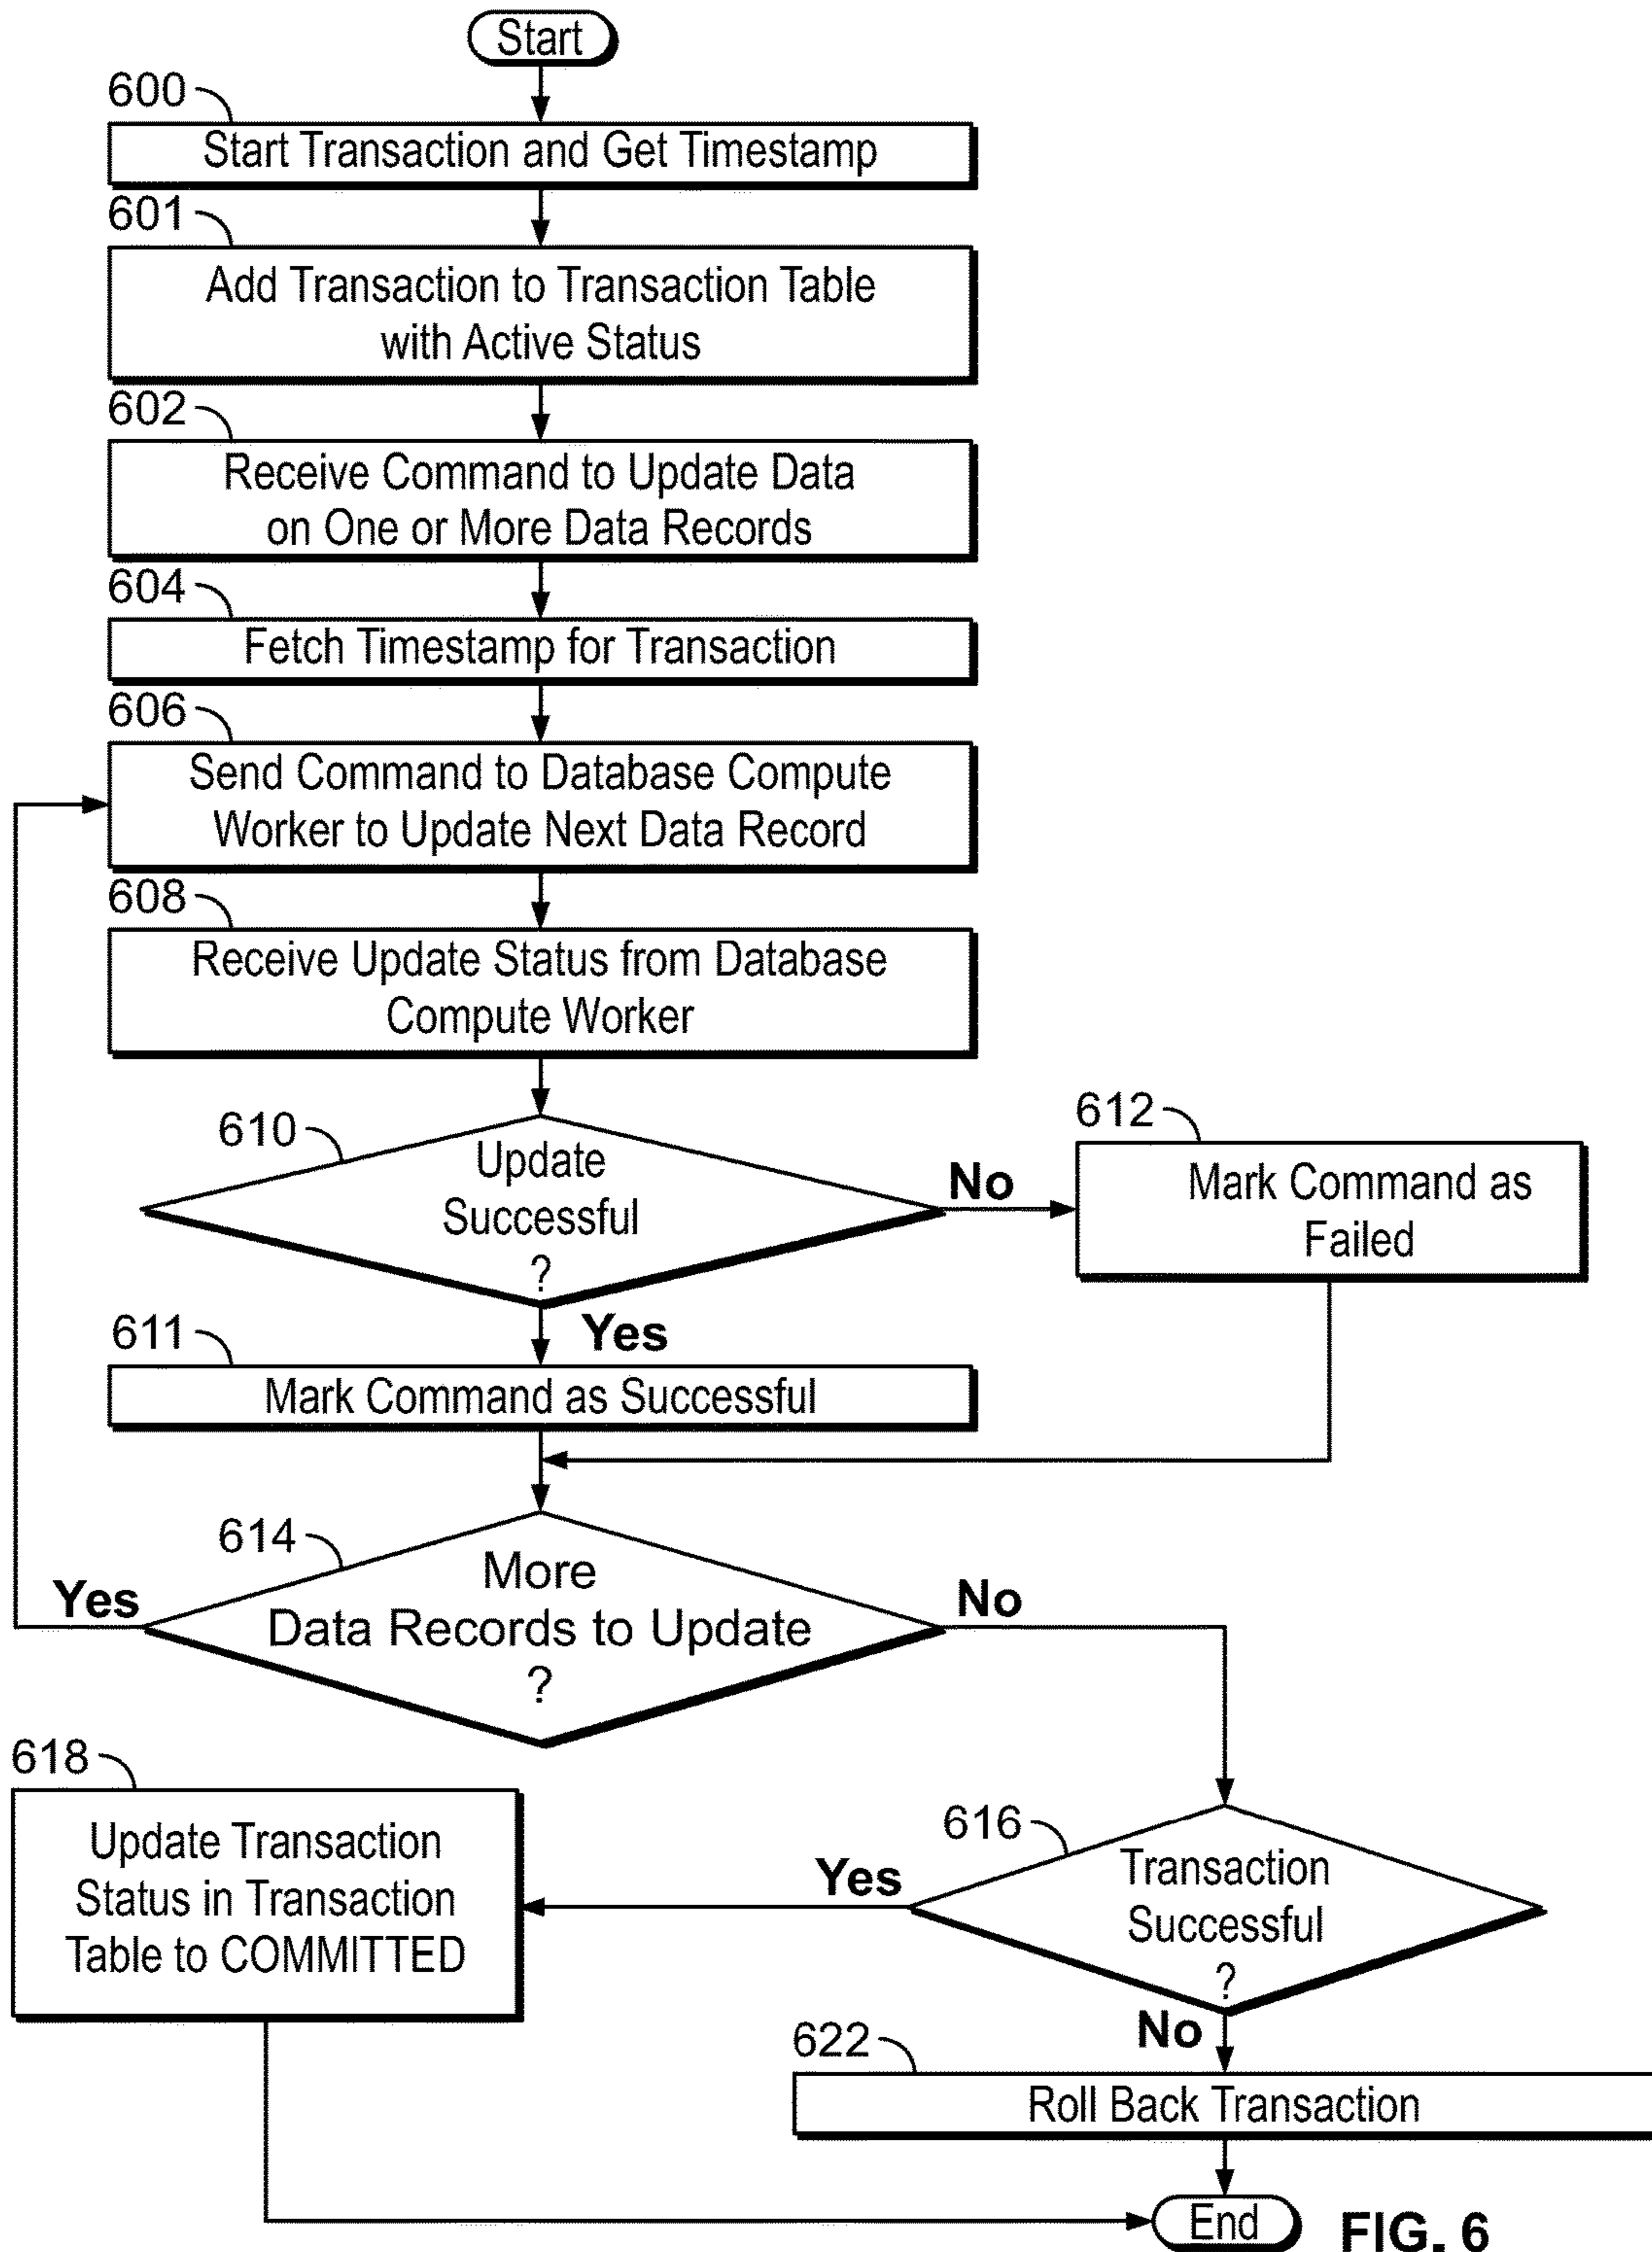 Start
600
Start Transaction and Get Timestamp
601
Add Transaction to Transaction Table
with Active Status
602
Receive Command to Update Data
on One or More Data Records
604
Fetch Timestamp for Transaction
606
Send Command to Database Compute
Worker to Update Next Data Record
608
Receive Update Status from Database
Compute Worker
610
Update
Successful
?
No
612
Mark Command as
Failed
Yes
611
Mark Command as Successful
614
More
Data Records to Update
?
Yes
No
616
Transaction
Successful
?
Yes
618
Update Transaction
Status in Transaction
Table to COMMITTED
No
622
Roll Back Transaction
End
FIG. 6